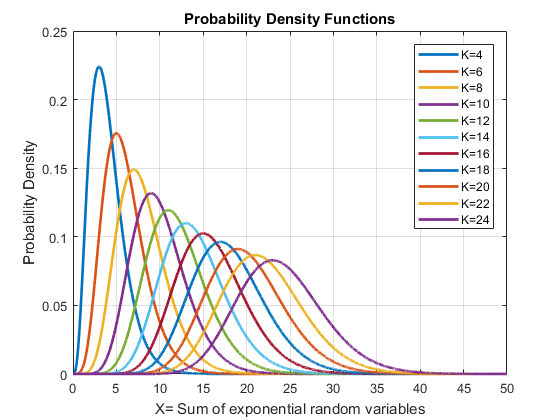 Probability Density Functions
0.25
0.2
0.15
0.1
0.05
0
Probability Density
K=4
K=6
K=8
K=10
K=12
K=14
K=16
K=18
K=20
K=22
K=24
0 5 10 15 20 25 30 35 40 45 50
X= Sum of exponential random variables